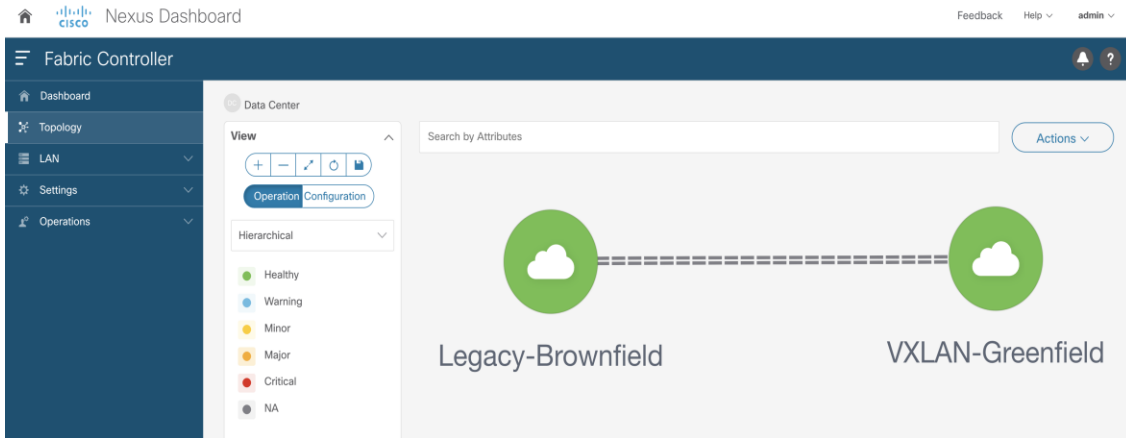 CISCO Nexus Dashboard
Feedback Help admin
Fabric Controller
?
Dashboard
Topology
LAN
Settings
Operations
Data Center
View
Operation Configuration
Hierarchical
Healthy
Warning
Minor
Major
Critical
NA
Search by Attributes
Actions
Legacy-Brownfield
VXLAN-Greenfield